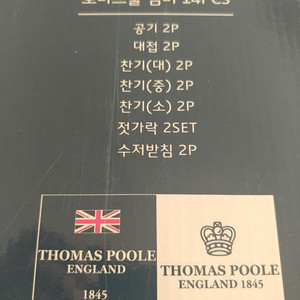 공기 2P
대접 2P
찬기(대) 2P
찬기(중) 2P
찬기(소) 2P
젓가락 2SET
수저받침 2P
THOMAS POOLE
ENGLAND
1845
THOMAS POOLE
ENGLAND 1845